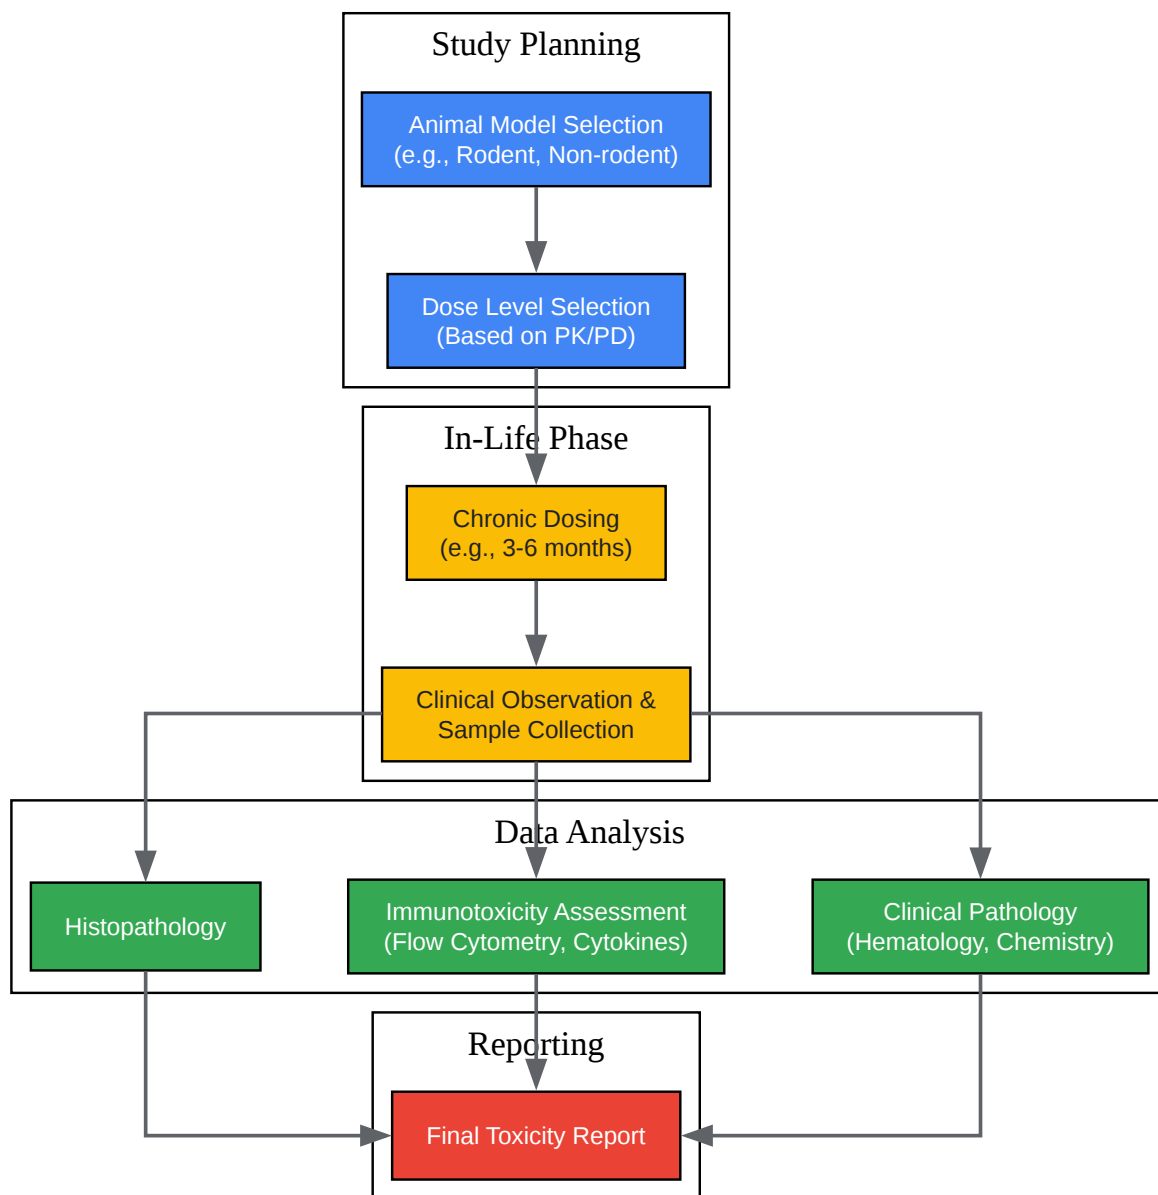 Study Planning
Animal Model Selection
(e.g., Rodent, Non-rodent)
Dose Level Selection
(Based on PK/PD)
In-Life Phase
Chronic Dosing
(e.g., 3-6 months)
Clinical Observation &
Sample Collection
Data Analysis
Histopathology
Immunotoxicity Assessment
(Flow Cytometry, Cytokines)
Clinical Pathology
(Hematology, Chemistry)
Reporting
Final Toxicity Report